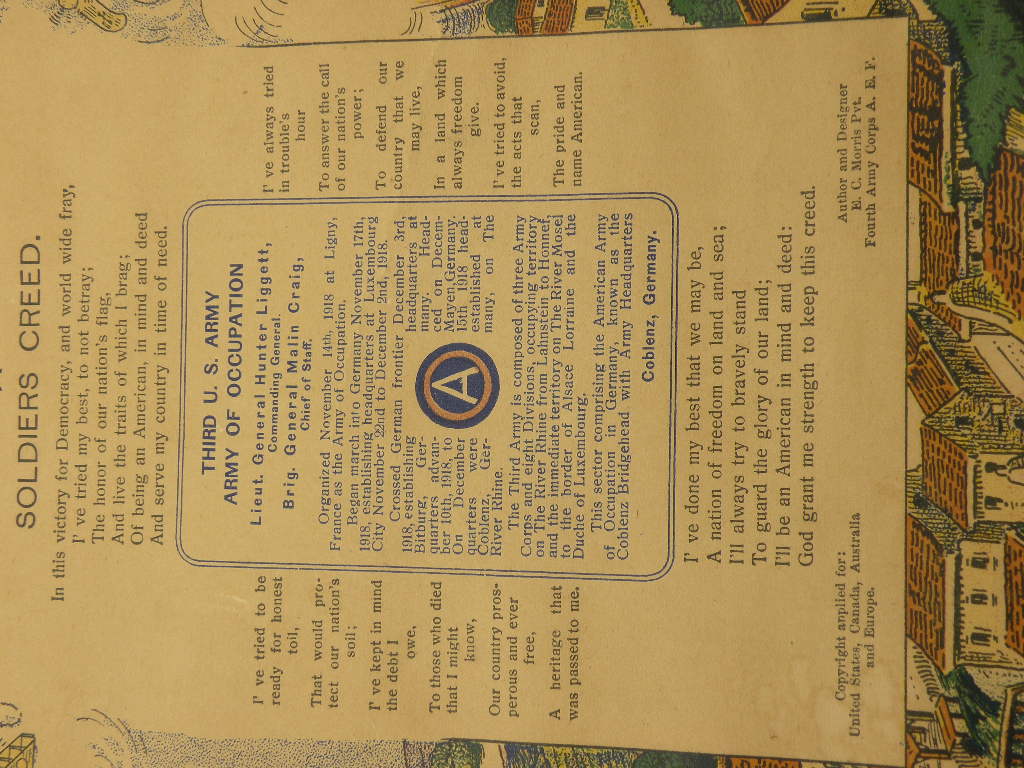 SOLDIERS CREED.
In this victory for Democracy, and world wide fray,
I' ve tried my best, to not betray;
The honor of our nation's flag,
And live the traits of which I brag;
Of being an American, in mind and deed
And serve my country in time of need.
I' ve tried to be
ready for honest
toil,
That would pro-
tect our nation's
soil;
I' ve kept in mind
the debt I
owe,
To those who died
that I might
know,
Our country pros-
perous and ever
free,
A heritage that
was passed to me.
THIRD U. S. ARMY
ARMY OF OCCUPATION
Lieut. General Hunter Liggett,
Commanding General.
Brig. General Malin Craig,
Chief of Staff.
Organized November 14th, 1918 at Ligny,
France as the Army of Occupation.
Began march into Germany November 17th,
1918, establishing headquarters at Luxembourg
City November 22nd to December 2nd, 1918.
Crossed German frontier December 3rd,
1918, establishing headquarters at
Bitburg, Ger- many. Head-
quarters advan- ced on Decem-
ber 10th, 1918, to Mayen, Germany.
On December 15th 1918 head-
quarters were established at
Coblenz, Ger- many, on The
River Rhine.
A
The Third Army is composed of three Army
Corps and eight Divisions, occupying territory
on The River Rhine from Lahnstein to Honnef,
and the immediate territory on The River Mosel
to the border of Alsace Lorraine and the
Duche of Luxembourg.
This sector comprising the American Army
of Occupation in Germany, known as the
Coblenz Bridgehead with Army Headquarters
Coblenz, Germany.
I' ve always tried
in trouble's
hour
To answer the call
of our nation's
power;
To defend our
country that we
may live,
In a land which
always freedom
give.
I've tried to avoid,
the acts that
scan,
The pride and
name American.
I' ve done my best that we may be,
A nation of freedom on land and sea;
I'll always try to bravely stand
To guard the glory of our land;
I'll be an American in mind and deed:
God grant me strength to keep this creed.
Copyright applied for:
United States, Canada, Australia
and Europe.
Author and Designer
E. C. Morris Pvt.
Fourth Army Corps A. E. F.